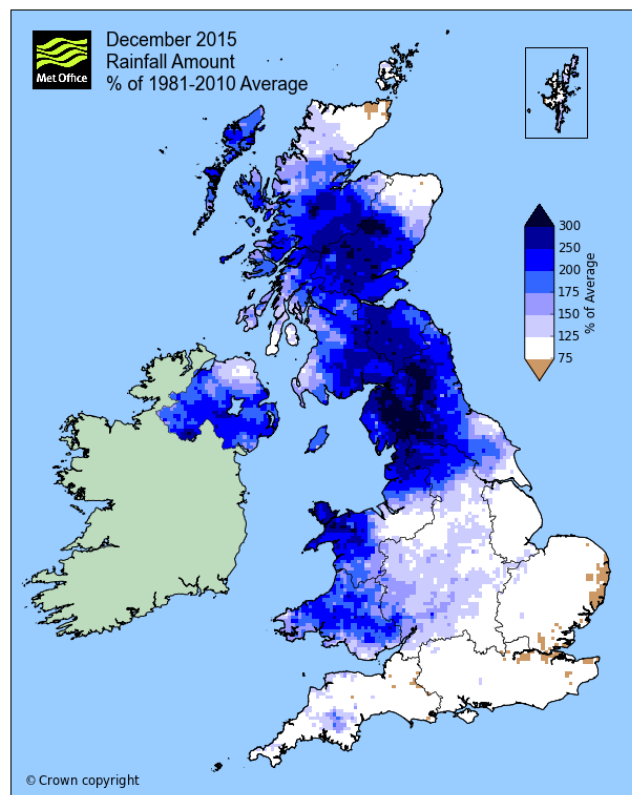 Met Office
December 2015
Rainfall Amount
% of 1981-2010 Average
300
250
200
175
150
125
75
% of Average
© Crown copyright